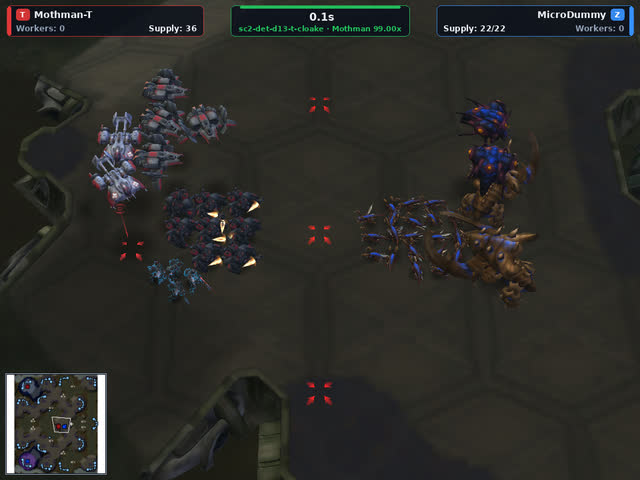 T Mothman-T
Workers: 0 Supply: 36
0.1s
sc2-det-d13-t-cloake · Mothman 99.00x
MicroDummy Z
Supply: 22/22 Workers: 0